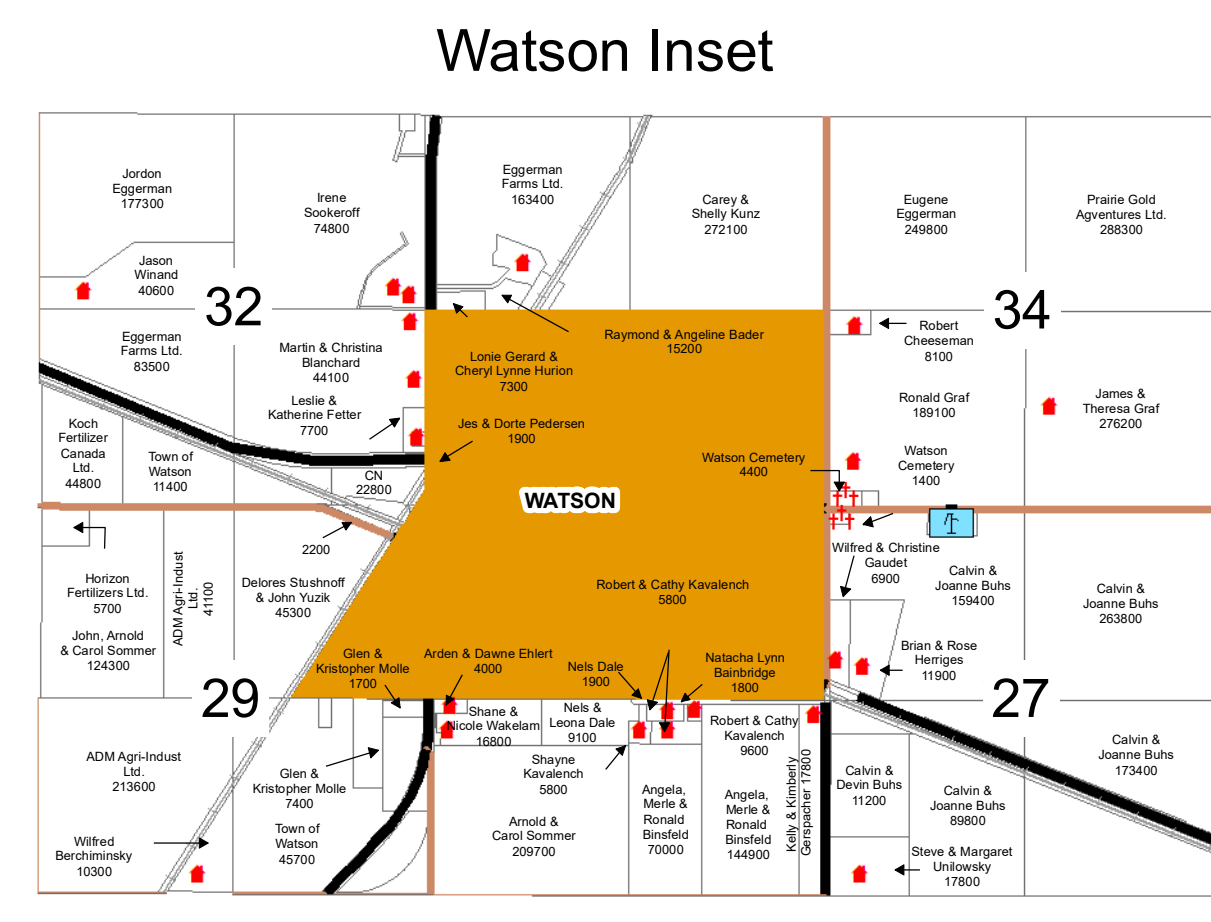 Watson Inset
Jordon
Eggerman
177300
Irene
Sookeroff
74800
Jason
Winand
40600
32
Eggerman
Farms Ltd.
163400
Carey &
Shelly Kunz
272100
Eugene
Eggerman
249800
Prairie Gold
Agventures Ltd.
288300
34
Eggerman
Farms Ltd.
83500
Martin & Christina
Blanchard
44100
Leslie &
Katherine Fetter
7700
Koch
Fertilizer
Canada
Ltd.
44800
Town of
Watson
11400
CN
22800
Raymond & Angeline Bader
15200
Lonie Gerard &
Cheryl Lynne Hurion
7300
Jes & Dorte Pedersen
1900
Watson Cemetery
4400
WATSON
Robert
Cheeseman
8100
Ronald Graf
189100
James &
Theresa Graf
276200
Watson
Cemetery
1400
2200
Horizon
Fertilizers Ltd.
5700
John, Arnold
& Carol Sommer
124300
ADM Agri-Indust
Ltd.
41100
Delores Stushnoff
& John Yuzik
45300
29
Robert & Cathy Kavalench
5800
Glen &
Kristopher Molle
1700
Arden & Dawne Ehlert
4000
Nels Dale
1900
Natacha Lynn
Bainbridge
1800
Wilfred & Christine
Gaudet
6900
Calvin &
Joanne Buhs
159400
Calvin &
Joanne Buhs
263800
Brian & Rose
Herriges
11900
27
ADM Agri-Indust
Ltd.
213600
Wilfred
Berchiminsky
10300
Glen &
Kristopher Molle
7400
Town of
Watson
45700
Shane &
Nicole Wakelam
16800
Nels &
Leona Dale
9100
Shayne
Kavalench
5800
Arnold &
Carol Sommer
209700
Angela,
Merle &
Ronald
Binsfeld
70000
Robert & Cathy
Kavalench
9600
Angela,
Merle &
Ronald
Binsfeld
144900
Kelly & Kimberly
Gerspacher 17800
Calvin &
Devin Buhs
11200
Calvin &
Joanne Buhs
89800
Calvin &
Joanne Buhs
173400
Steve & Margaret
Unilowsky
17800